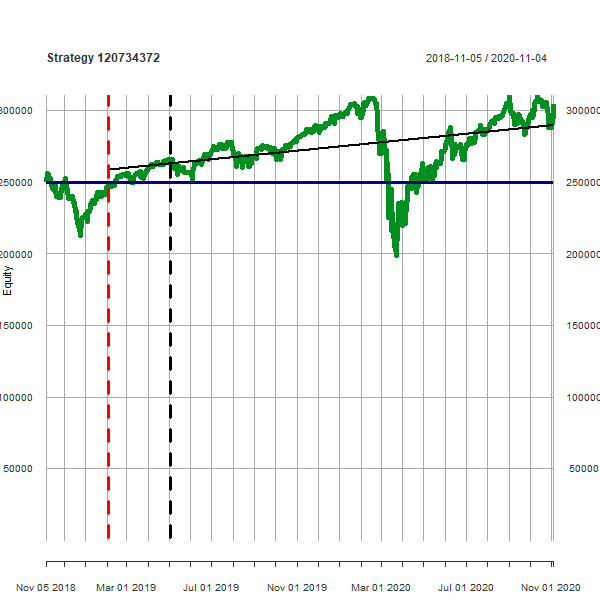 Strategy 120734372
2018-11-05 / 2020-11-04
300000
300000
250000
250000
200000
200000
Equity
150000
150000
100000
100000
50000
50000
Nov 05 2018
Mar 01 2019
Jul 01 2019
Nov 01 2019
Mar 01 2020
Jul 01 2020
Nov 01 2020